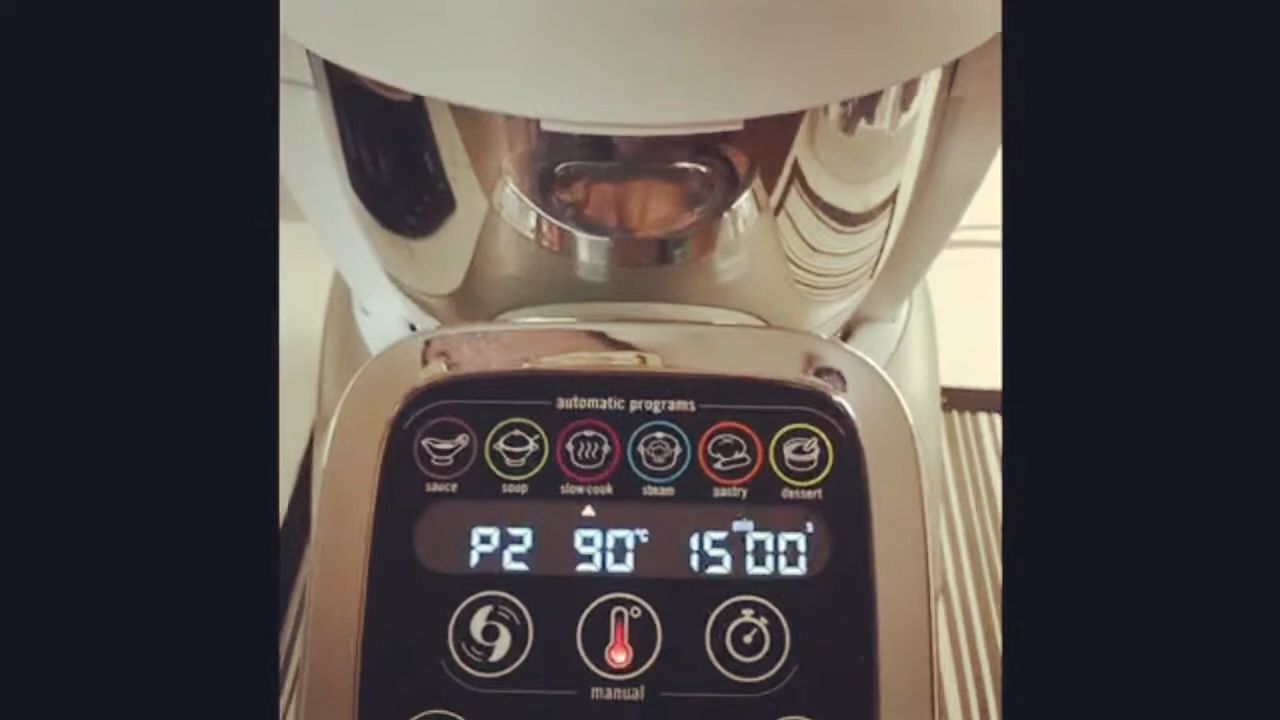 automatic programs
sauce soup slow cook steam pastry dessert
P2 90°C 15'00
manual